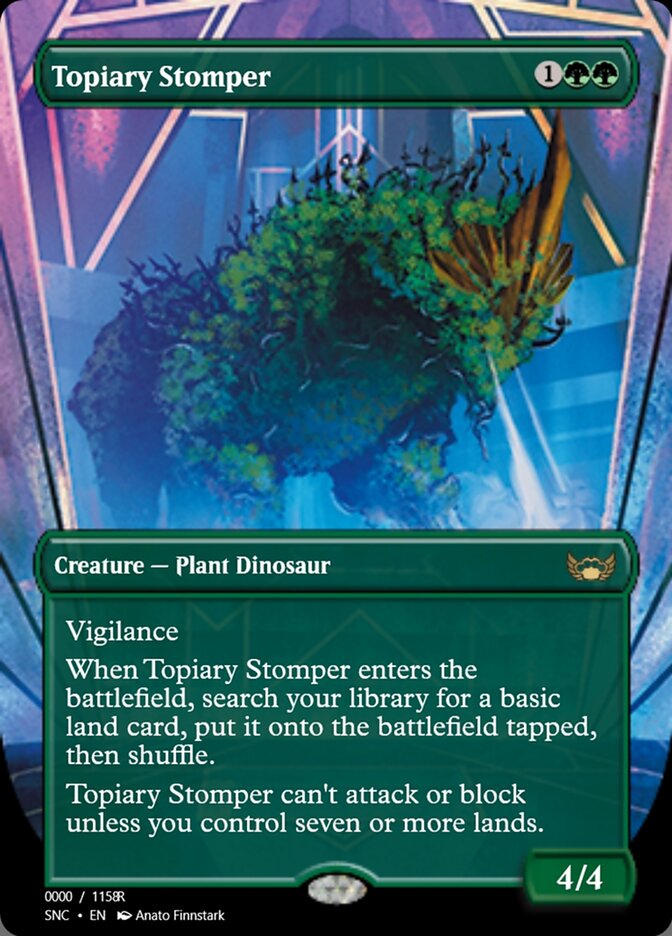 Topiary Stomper
1
Creature — Plant Dinosaur
Vigilance
When Topiary Stomper enters the
battlefield, search your library for a basic
land card, put it onto the battlefield tapped,
then shuffle.
Topiary Stomper can't attack or block
unless you control seven or more lands.
4/4
0000 / 1158R
SNC • EN Anato Finnstark